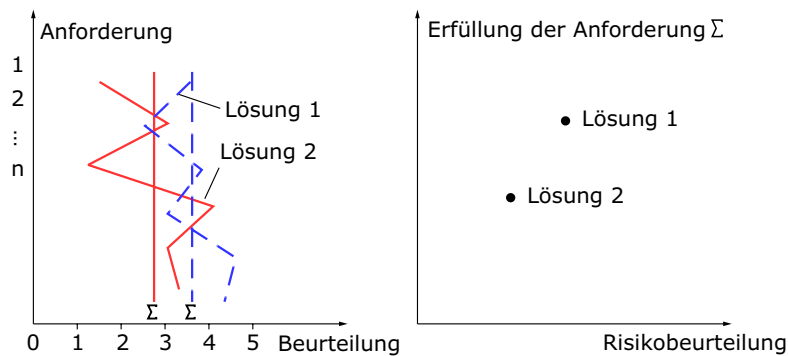 Anforderung
1
2
...
n
Lösung 1
Lösung 2
Σ Σ
0 1 2 3 4 5 Beurteilung
Erfüllung der Anforderung Σ
Lösung 1
Lösung 2
Risikobeurteilung